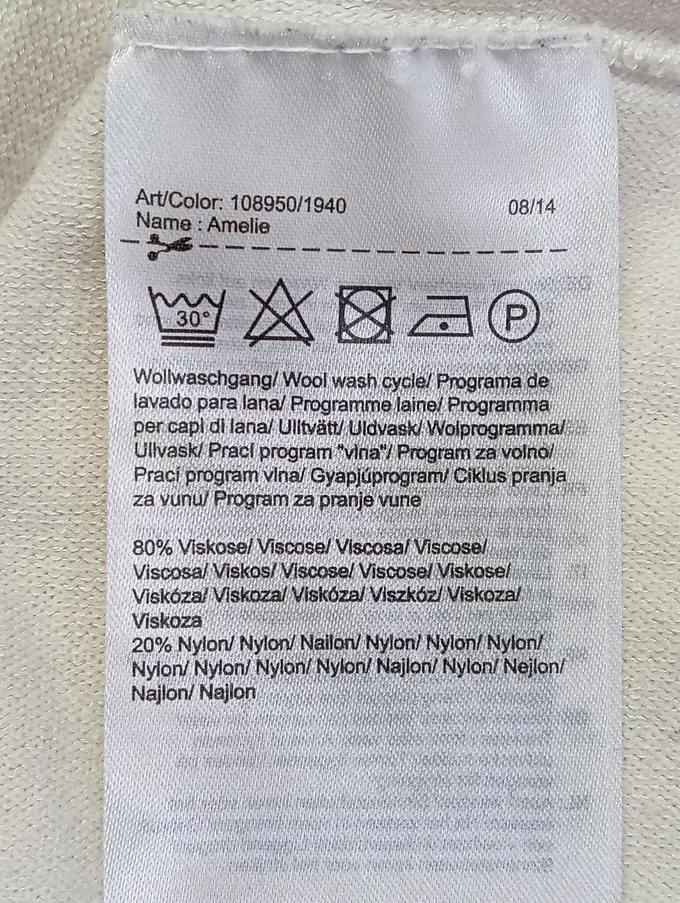 Art/Color: 108950/1940 08/14
Name : Amelie
30°
P
Wollwaschgang/ Wool wash cycle/ Programa de
lavado para lana/ Programme laine/ Programma
per capi di lana/ Ulltvätt/ Uldvask/ Wolprogramma/
Ullvask/ Prací program "vlna"/ Program za volno/
Prací program vlna/ Gyapjúprogram/ Ciklus pranja
za vunu/ Program za pranje vune
80% Viskose/ Viscose/ Viscosa/ Viscose/
Viscosa/ Viskos/ Viscose/ Viscose/ Viskose/
Viskóza/ Viskoza/ Viskóza/ Viszkóz/ Viskoza/
Viskoza
20% Nylon/ Nylon/ Nailon/ Nylon/ Nylon/ Nylon/
Nylon/ Nylon/ Nylon/ Nylon/ Najlon/ Nylon/ Nejlon/
Najlon/ Najlon